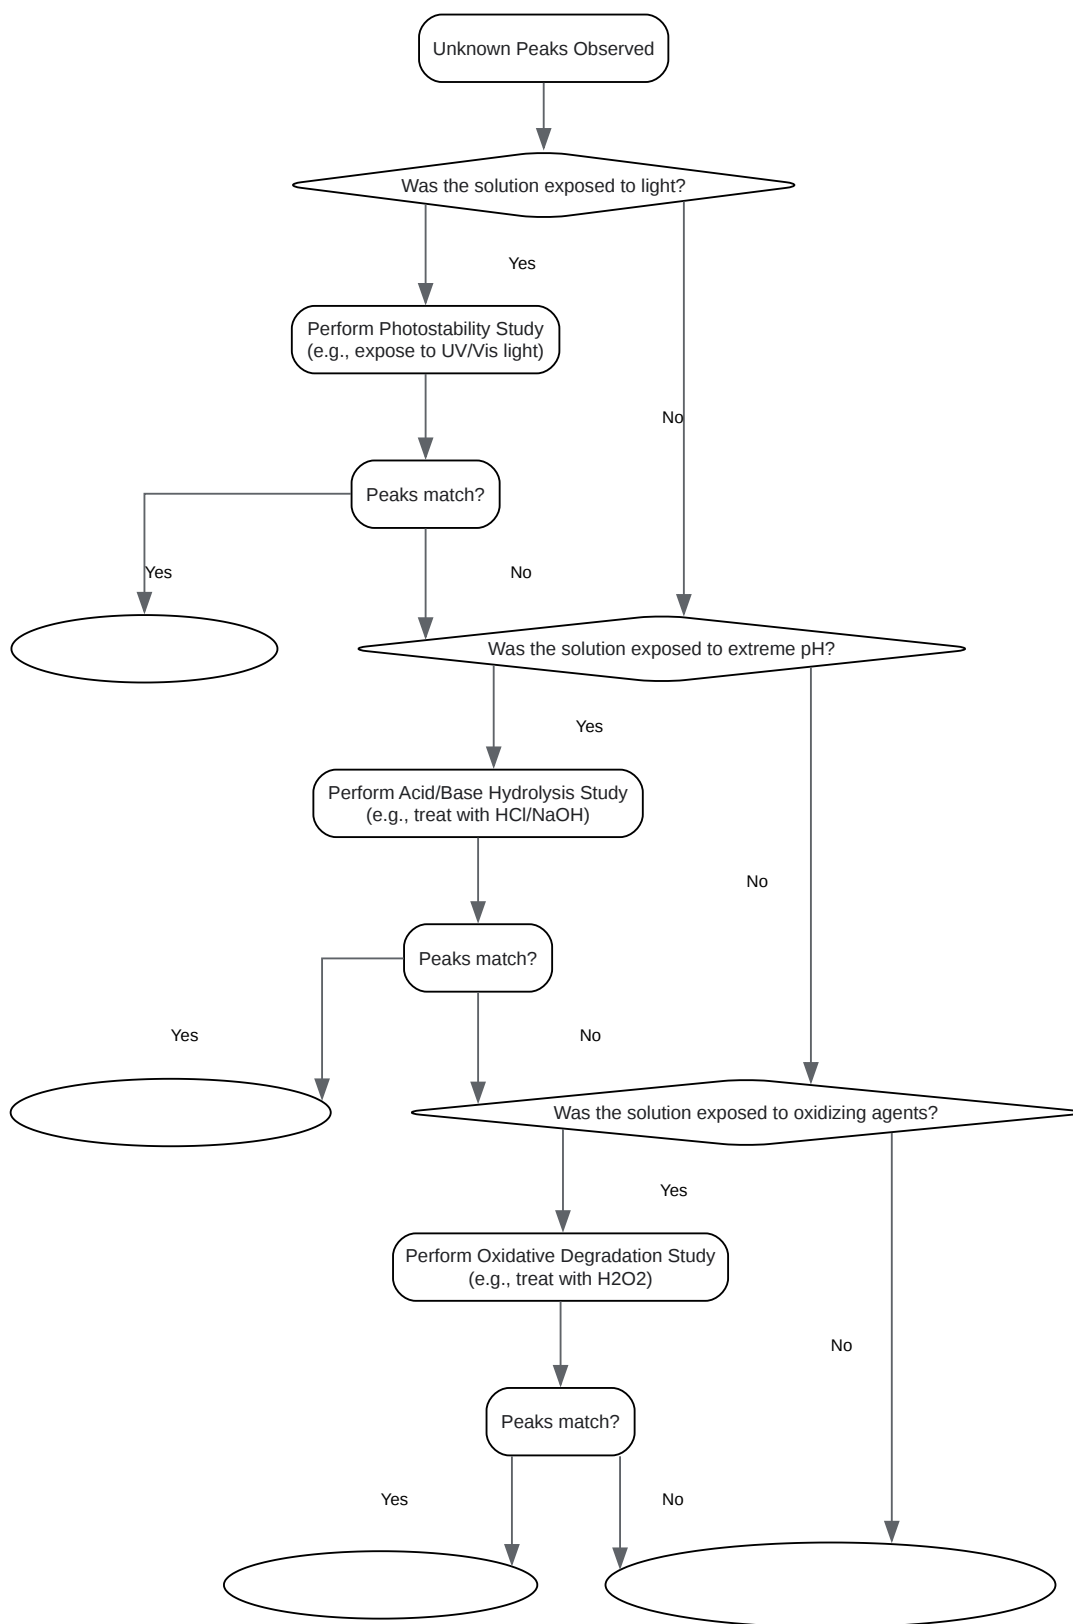 Unknown Peaks Observed
Was the solution exposed to light?
Yes
Perform Photostability Study
(e.g., expose to UV/Vis light)
No
Peaks match?
Yes
No
Was the solution exposed to extreme pH?
Yes
Perform Acid/Base Hydrolysis Study
(e.g., treat with HCl/NaOH)
No
Peaks match?
Yes
No
Was the solution exposed to oxidizing agents?
Yes
Perform Oxidative Degradation Study
(e.g., treat with H2O2)
No
Peaks match?
Yes
No